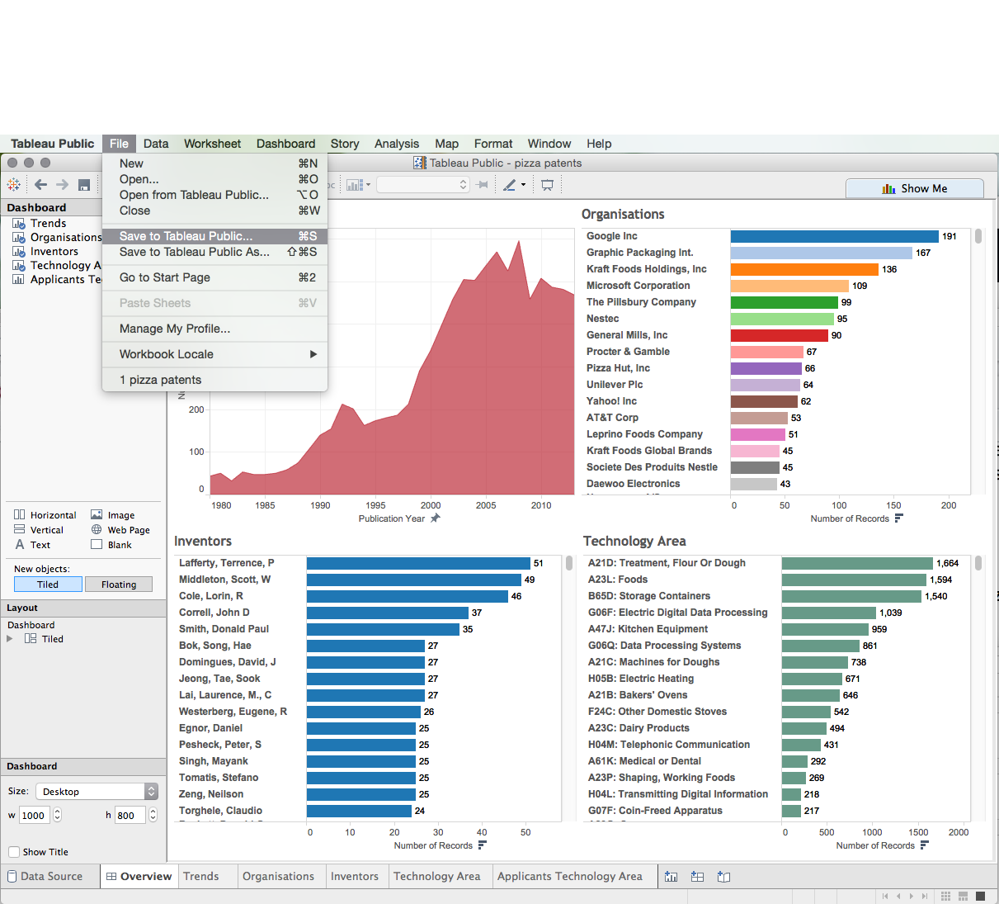 Tableau Public File Data Worksheet Dashboard Story Analysis Map Format Window Help
Tableau Public - pizza patents
New ⌘N
Open... ⌘O
Open from Tableau Public... ⌥O
Close ⌘W
Save to Tableau Public... ⌘S
Save to Tableau Public As... ⇧⌘S
Go to Start Page ⌘2
Paste Sheets ⌘V
Manage My Profile...
Workbook Locale
1 pizza patents
Show Me
Dashboard
Trends
Organisations
Inventors
Technology A
Applicants Te
Horizontal Image
Vertical Web Page
Text Blank
New objects:
Tiled Floating
Layout
Dashboard
Tiled
Dashboard
Size: Desktop
w 1000 h 800
Show Title
200
100
0
1980 1985 1990 1995 2000 2005 2010
Publication Year
Organisations
Google Inc 191
Graphic Packaging Int. 167
Kraft Foods Holdings, Inc 136
Microsoft Corporation 109
The Pillsbury Company 99
Nestec 95
General Mills, Inc 90
Procter & Gamble 67
Pizza Hut, Inc 66
Unilever Plc 64
Yahoo! Inc 62
AT&T Corp 53
Leprino Foods Company 51
Kraft Foods Global Brands 45
Societe Des Produits Nestle 45
Daewoo Electronics 43
0 50 100 150 200
Number of Records
Inventors
Lafferty, Terrence, P 51
Middleton, Scott, W 49
Cole, Lorin, R 46
Correll, John D 37
Smith, Donald Paul 35
Bok, Song, Hae 27
Domingues, David, J 27
Jeong, Tae, Sook 27
Lai, Laurence, M., C 27
Westerberg, Eugene, R 26
Egnor, Daniel 25
Pesheck, Peter, S 25
Singh, Mayank 25
Tomatis, Stefano 25
Zeng, Neilson 25
Torghele, Claudio 24
0 10 20 30 40 50
Number of Records
Technology Area
A21D: Treatment, Flour Or Dough 1,664
A23L: Foods 1,594
B65D: Storage Containers 1,540
G06F: Electric Digital Data Processing 1,039
A47J: Kitchen Equipment 959
G06Q: Data Processing Systems 861
A21C: Machines for Doughs 738
H05B: Electric Heating 671
A21B: Bakers' Ovens 646
F24C: Other Domestic Stoves 542
A23C: Dairy Products 494
H04M: Telephonic Communication 431
A61K: Medical or Dental 292
A23P: Shaping, Working Foods 269
H04L: Transmitting Digital Information 218
G07F: Coin-Freed Apparatus 217
0 500 1000 1500 2000
Number of Records
Data Source Overview Trends Organisations Inventors Technology Area Applicants Technology Area